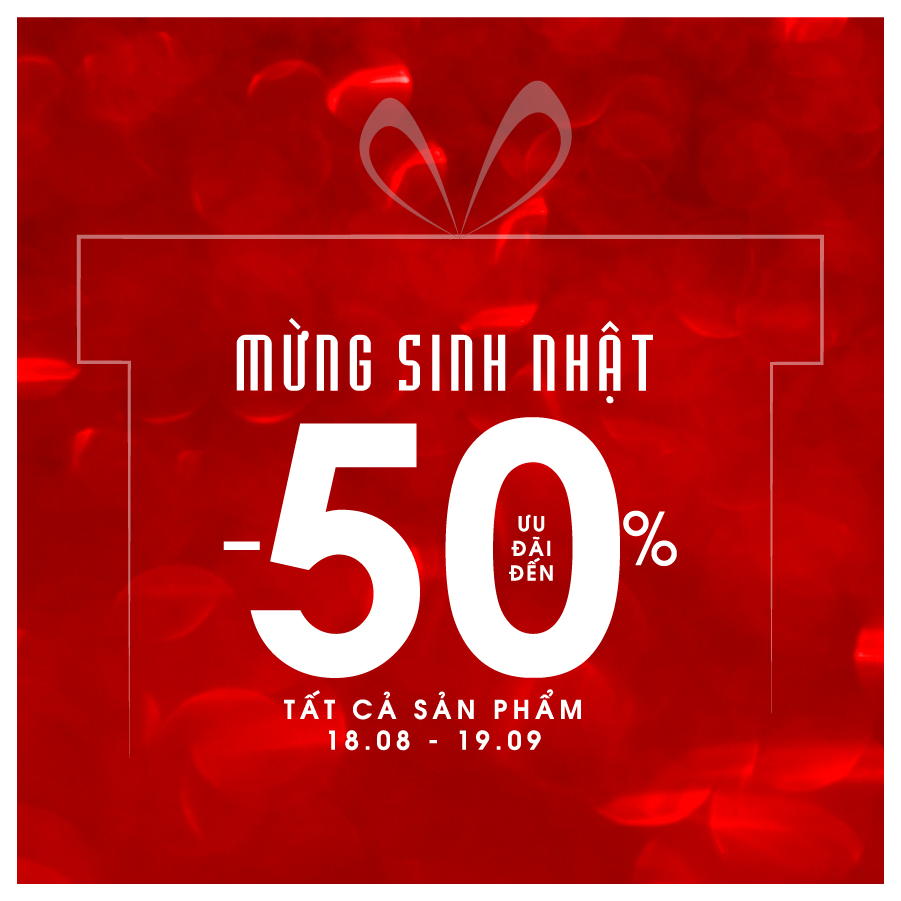 MỪNG SINH NHẬT
-50%
ƯU
ĐÃI
ĐẾN
TẤT CẢ SẢN PHẨM
18.08 - 19.09